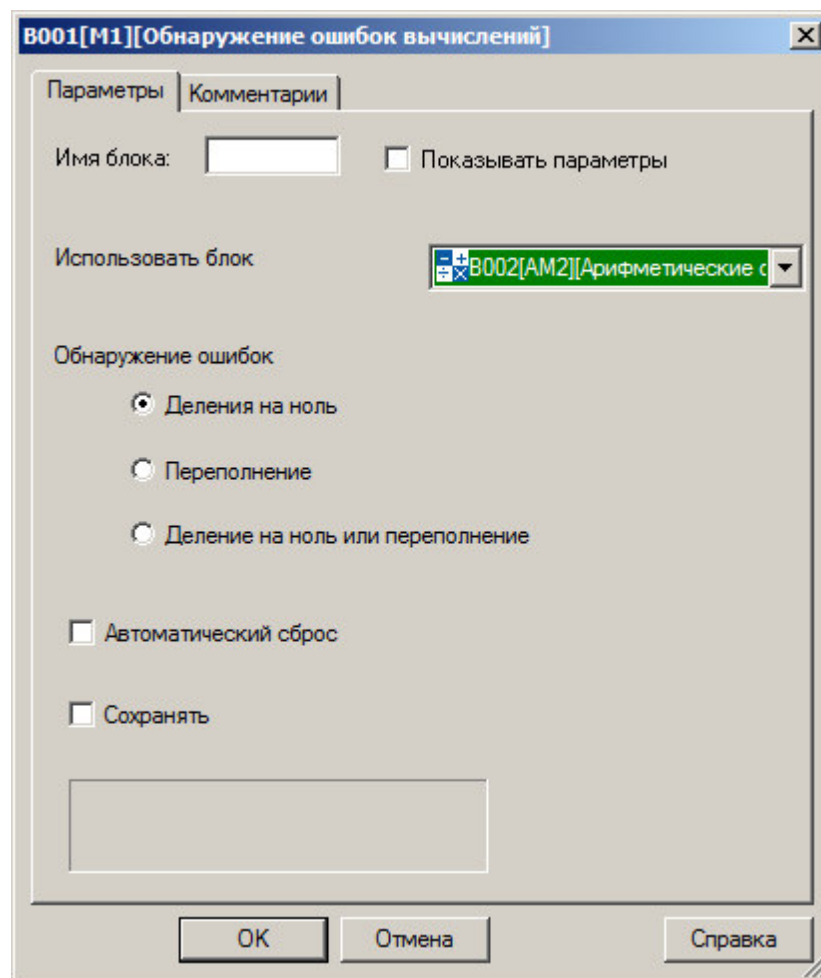 B001[M1][Обнаружение ошибок вычислений]
Параметры Комментарии
Имя блока: Показывать параметры
Использовать блок B002[AM2][Арифметические
Обнаружение ошибок
Деления на ноль
Переполнение
Деление на ноль или переполнение
Автоматический сброс
Сохранять
OK Отмена Справка